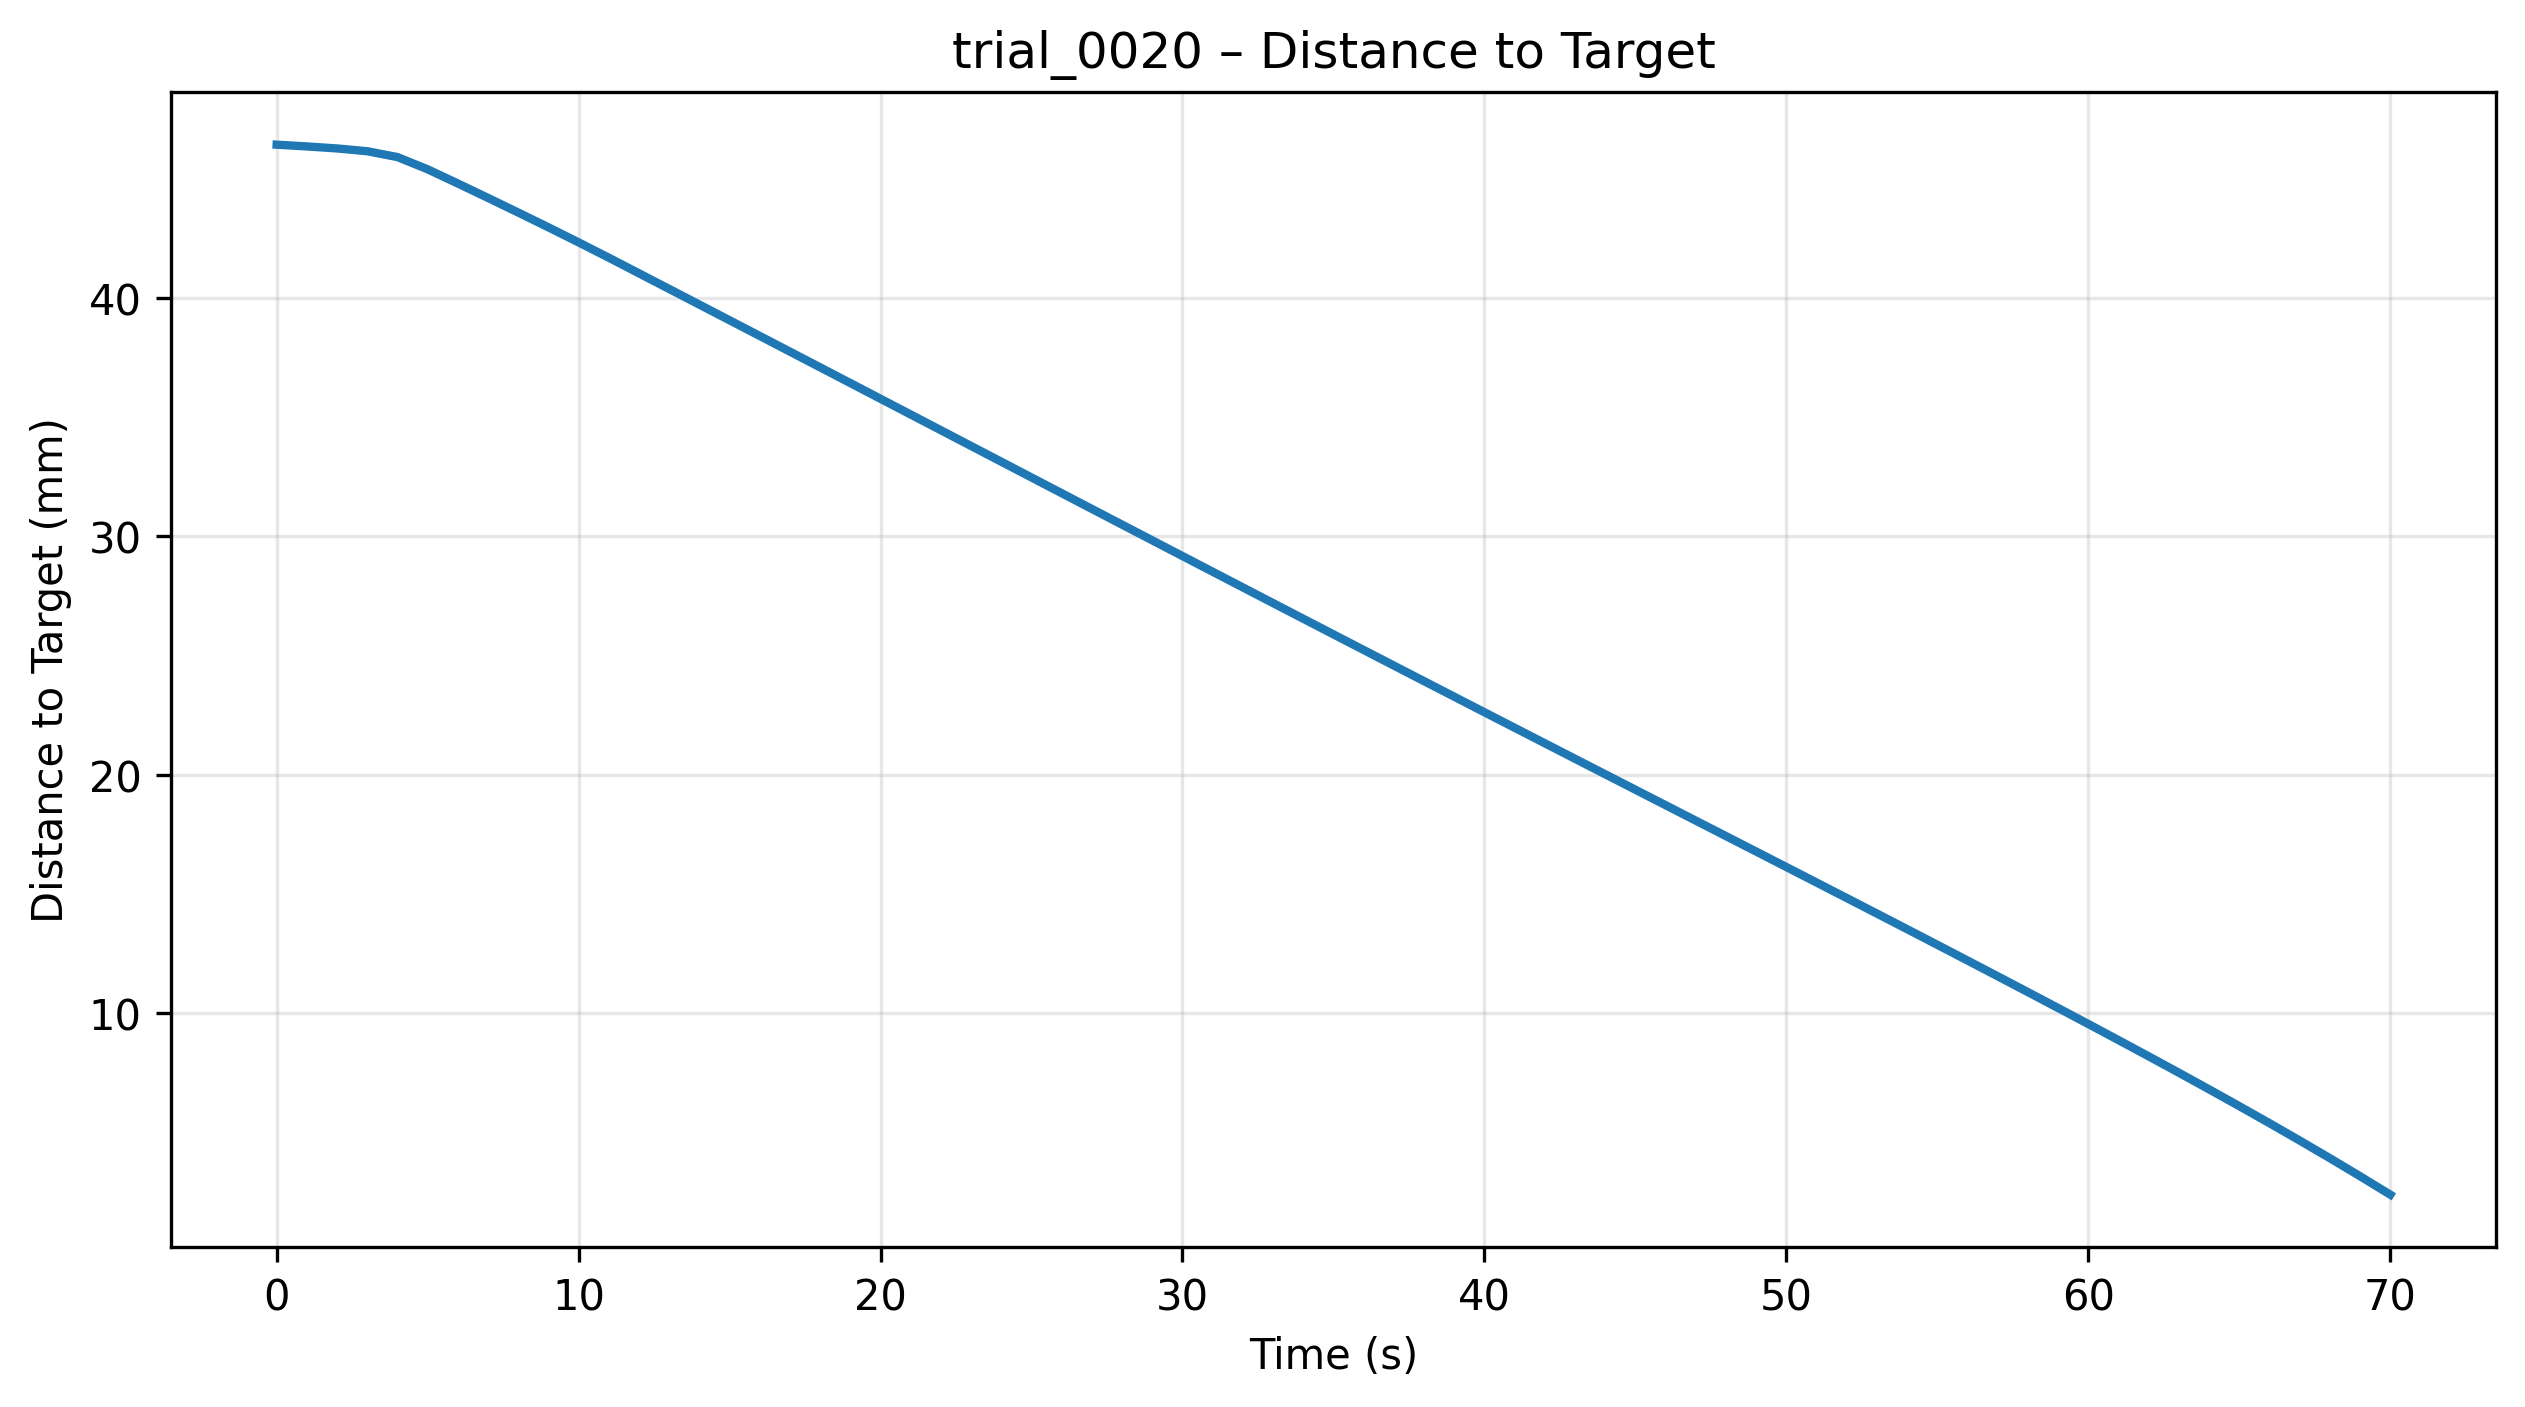 trial_0020 – Distance to Target
Distance to Target (mm)
40
30
20
10
0 10 20 30 40 50 60 70
Time (s)